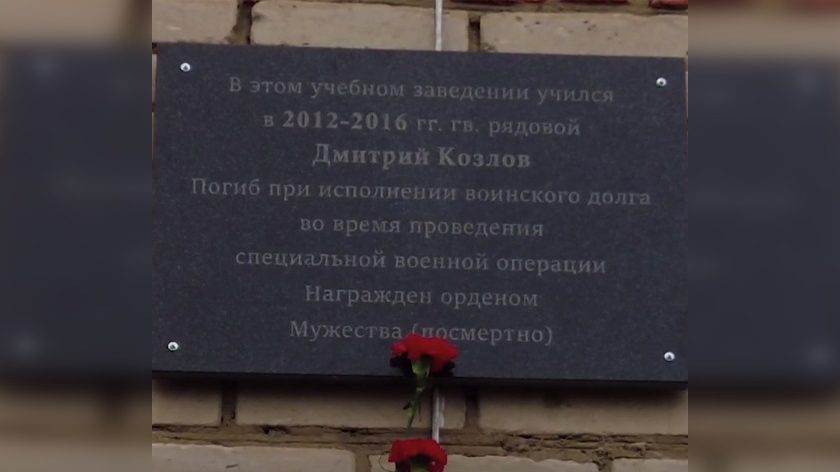 В этом учебном заведении учился
в 2012-2016 гг. гв. рядовой
Дмитрий Козлов
Погиб при исполнении воинского долга
во время проведения
специальной военной операции
Награжден орденом
Мужества (посмертно)